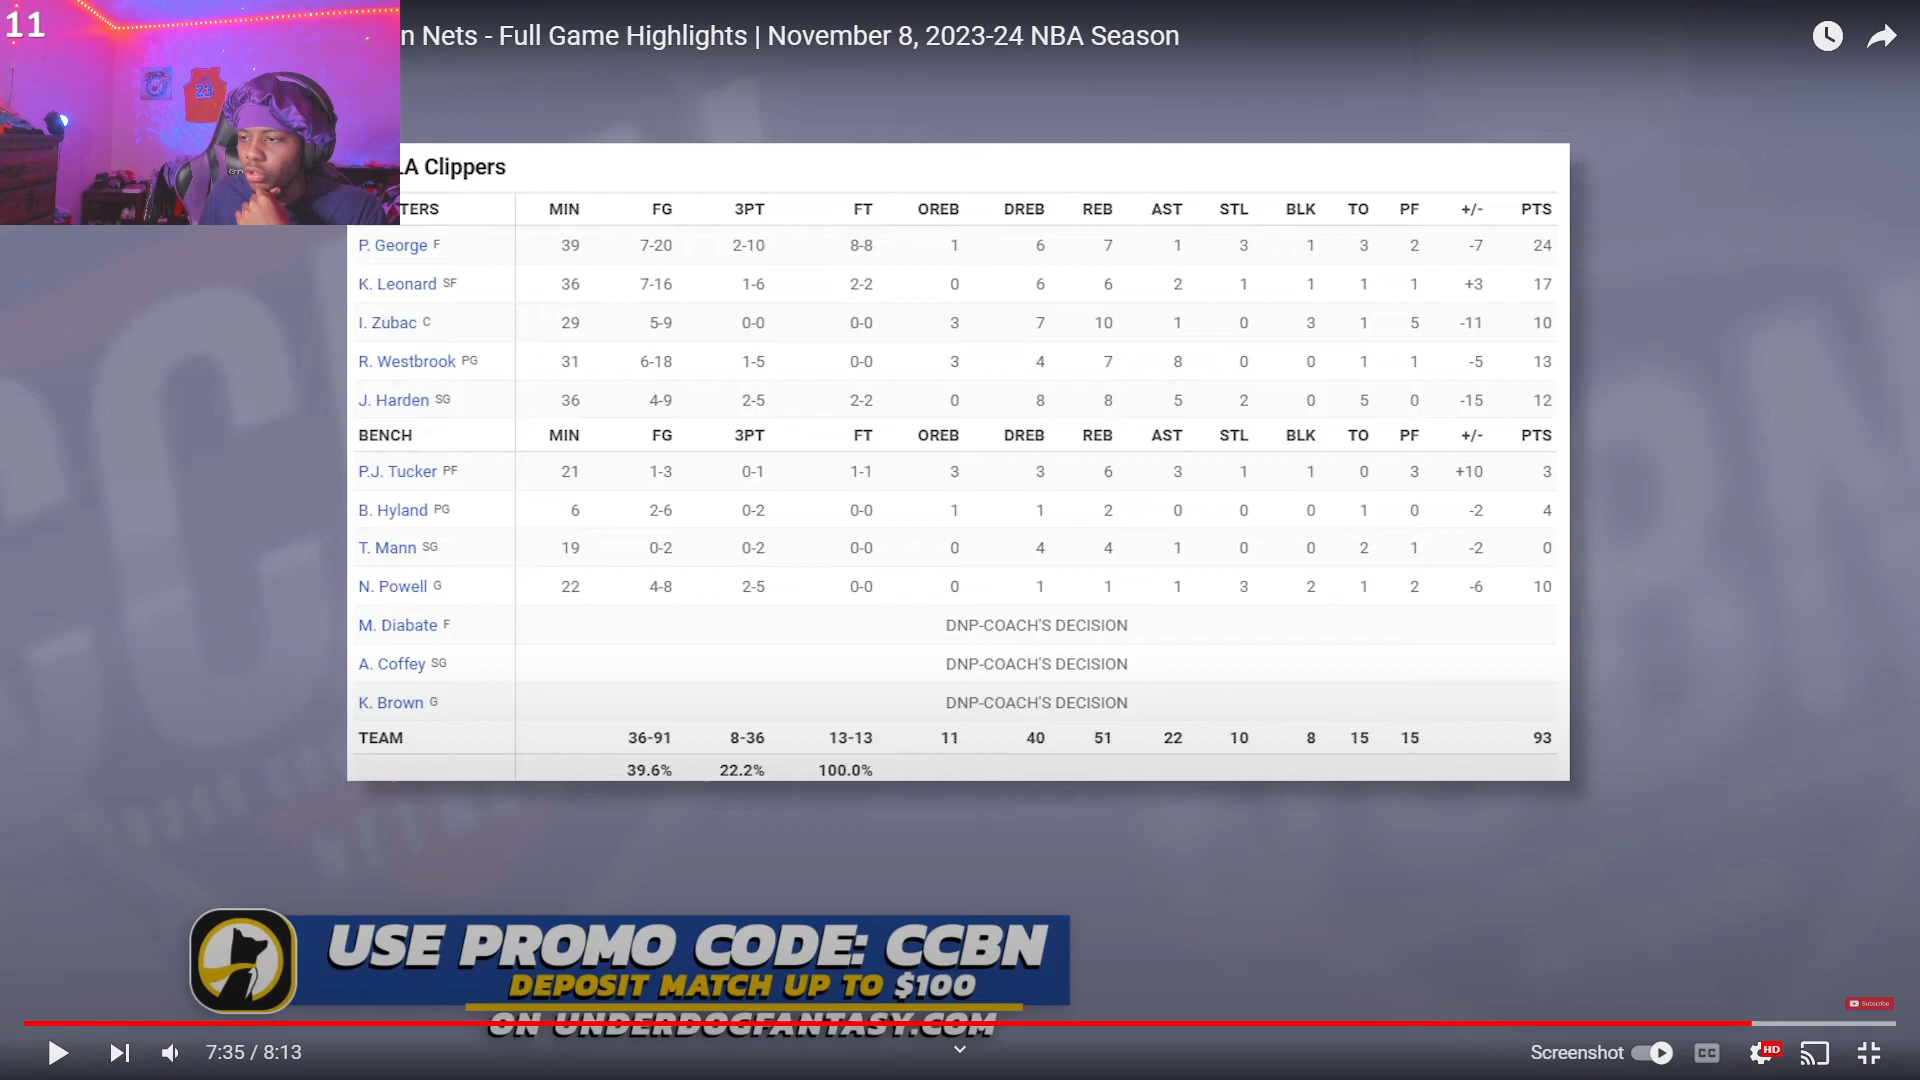 11
n Nets - Full Game Highlights | November 8, 2023-24 NBA Season
23
LA Clippers
TERS MIN FG 3PT FT OREB DREB REB AST STL BLK TO PF +/- PTS
P. George F 39 7-20 2-10 8-8 1 6 7 1 3 1 3 2 -7 24
K. Leonard SF 36 7-16 1-6 2-2 0 6 6 2 1 1 1 1 +3 17
I. Zubac C 29 5-9 0-0 0-0 3 7 10 1 0 3 1 5 -11 10
R. Westbrook PG 31 6-18 1-5 0-0 3 4 7 8 0 0 1 1 -5 13
J. Harden SG 36 4-9 2-5 2-2 0 8 8 5 2 0 5 0 -15 12
BENCH MIN FG 3PT FT OREB DREB REB AST STL BLK TO PF +/- PTS
P.J. Tucker PF 21 1-3 0-1 1-1 3 3 6 3 1 1 0 3 +10 3
B. Hyland PG 6 2-6 0-2 0-0 1 1 2 0 0 0 1 0 -2 4
T. Mann SG 19 0-2 0-2 0-0 0 4 4 1 0 0 2 1 -2 0
N. Powell G 22 4-8 2-5 0-0 0 1 1 1 3 2 1 2 -6 10
M. Diabate F DNP-COACH'S DECISION
A. Coffey SG DNP-COACH'S DECISION
K. Brown G DNP-COACH'S DECISION
TEAM 36-91 8-36 13-13 11 40 51 22 10 8 15 15 93
39.6% 22.2% 100.0%
USE PROMO CODE: CCBN
DEPOSIT MATCH UP TO $100
ON UNDERDOGFANTASY.COM
Subscribe
7:35 / 8:13
Screenshot
CC
HD